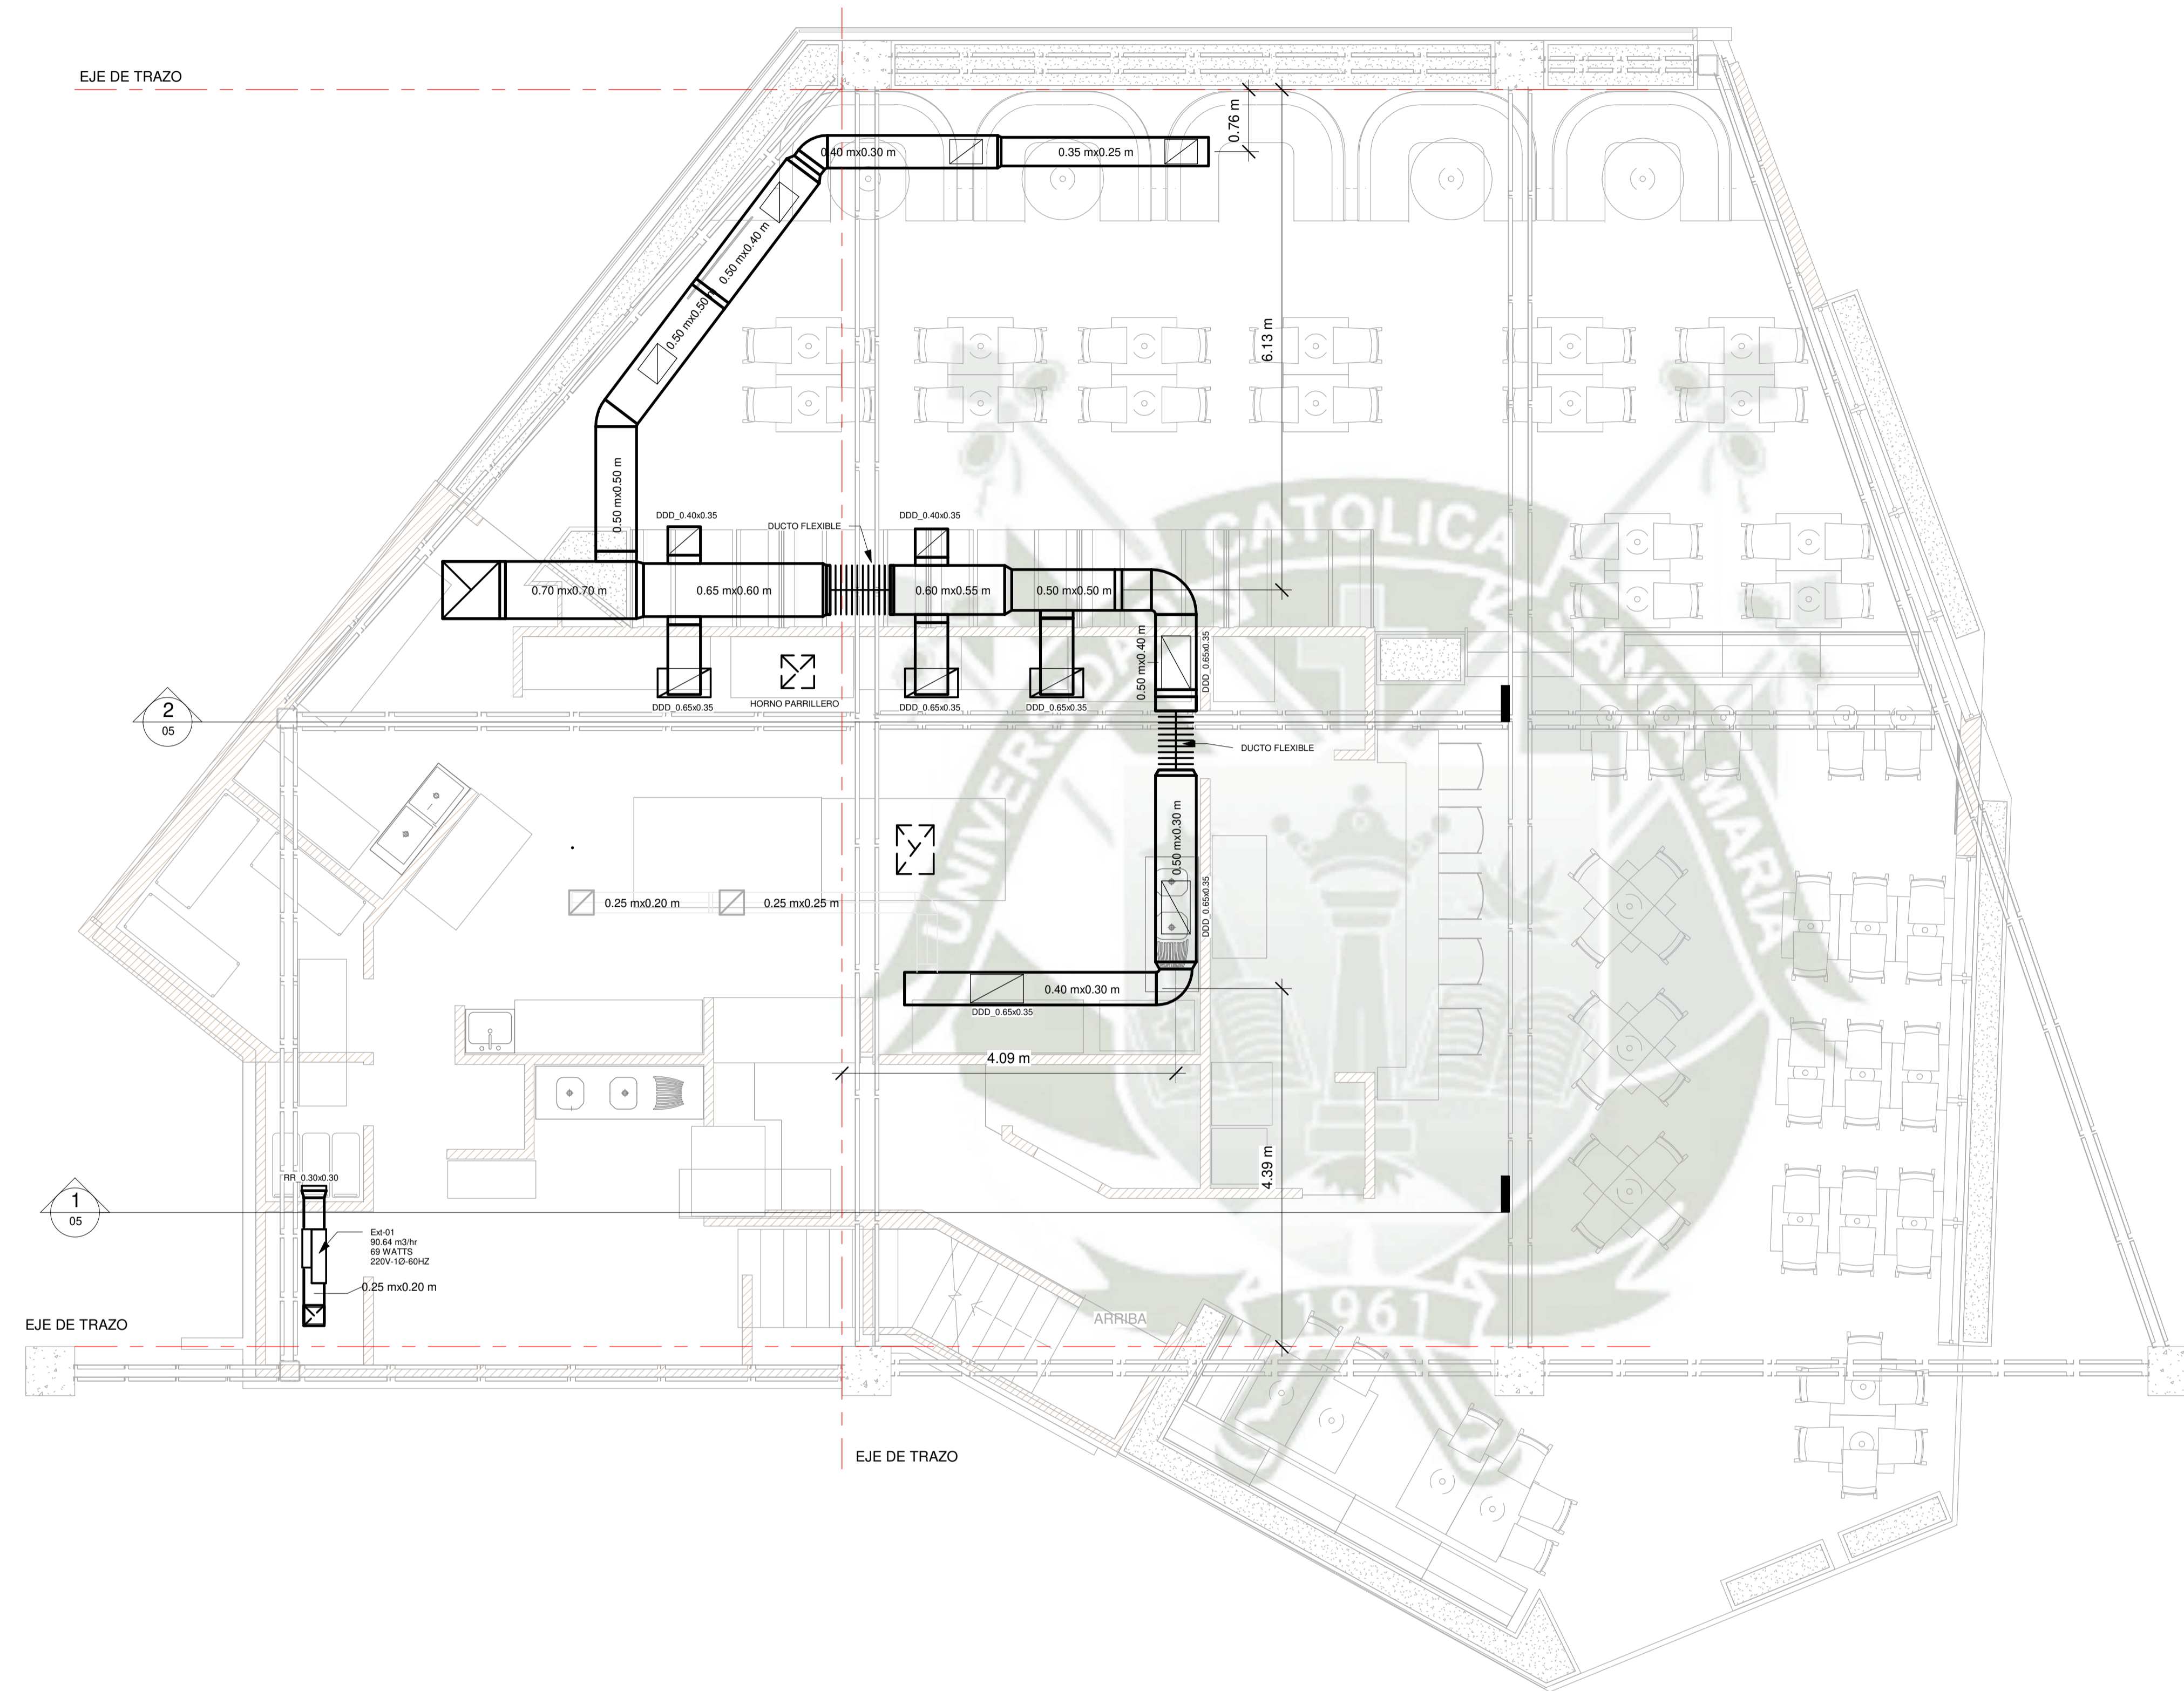 EJE DE TRAZO
0.76 m
0.40 mx0.30 m
0.35 mx0.25 m
0.50 mx0.40 m
0.50 mx0.50
6.13 m
0.50 mx0.50 m
DDD_0.40x0.35
DUCTO FLEXIBLE
DDD_0.40x0.35
CATOLICA
0.70 mx0.70 m
0.65 mx0.60 m
0.60 mx0.55 m
0.50 mx0.50 m
0.50 mx0.40 m
DDD_0.65x0.35
DDD_0.65x0.35
HORNO PARRILLERO
DDD_0.65x0.35
DDD_0.65x0.35
2
05
DUCTO FLEXIBLE
UNIVERSIDAD
SANTA MARIA
0.50 mx0.30 m
DDD_0.65x0.35
0.25 mx0.20 m
0.25 mx0.25 m
0.40 mx0.30 m
DDD_0.65x0.35
4.09 m
4.39 m
RR_0.30x0.30
1
05
Ext-01
90.64 m3/hr
69 WATTS
220V-1Ø-60HZ
0.25 mx0.20 m
EJE DE TRAZO
ARRIBA
1961
EJE DE TRAZO